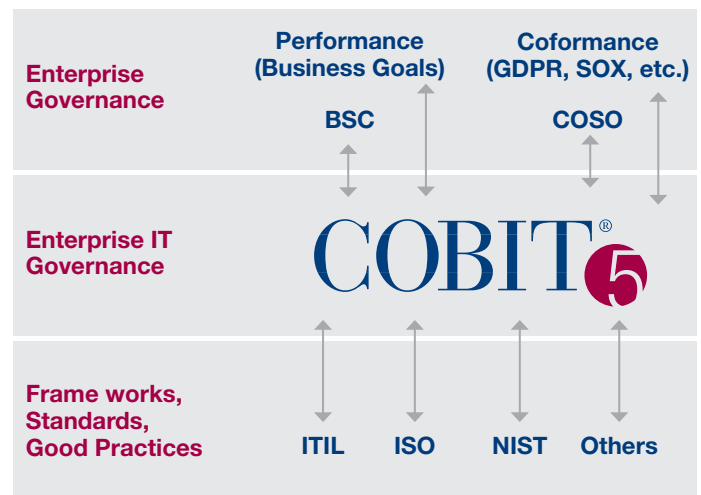 Enterprise
Governance
Performance
(Business Goals)
Coformance
(GDPR, SOX, etc.)
BSC
COSO
Enterprise IT
Governance
COBIT® 5
Frame works,
Standards,
Good Practices
ITIL
ISO
NIST
Others